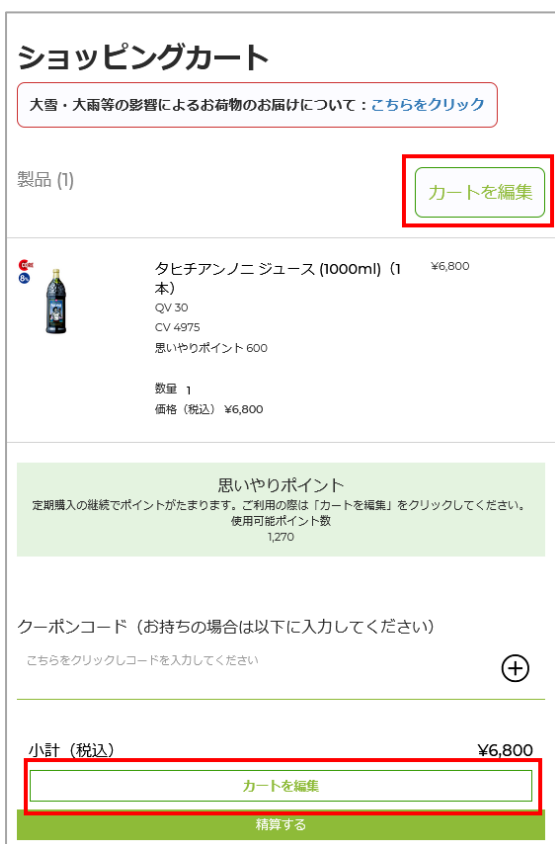 ショッピングカート
大雪・大雨等の影響によるお荷物のお届けについて：こちらをクリック
製品 (1)
カートを編集
タヒチアンノニ ジュース (1000ml)（1
本）
¥6,800
QV 30
CV 4975
思いやりポイント 600
数量 1
価格（税込） ¥6,800
思いやりポイント
定期購入の継続でポイントがたまります。ご利用の際は「カートを編集」をクリックしてください。
使用可能ポイント数
1,270
クーポンコード（お持ちの場合は以下に入力してください）
こちらをクリックしコードを入力してください
小計（税込） ¥6,800
カートを編集
精算する